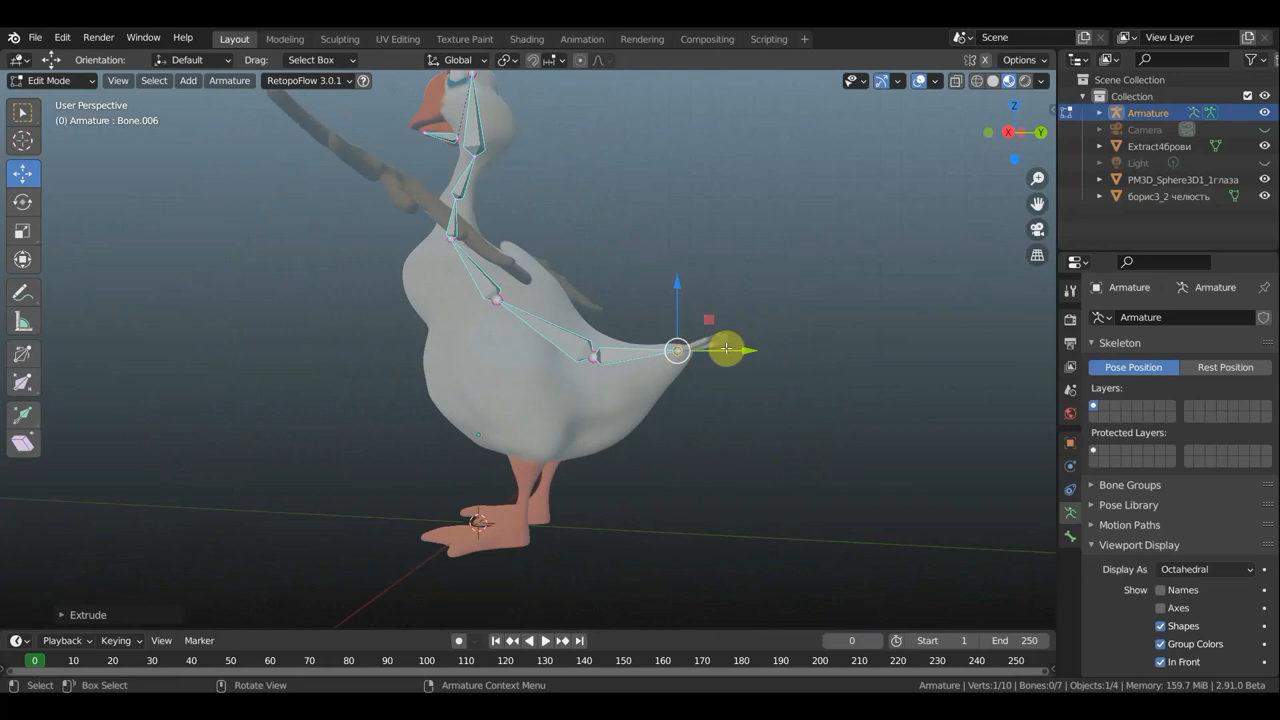 File Edit Render Window Help Layout Modeling Sculpting UV Editing Texture Paint Shading Animation Rendering Compositing Scripting + Scene View Layer
Orientation: Default Drag: Select Box Global Options
Edit Mode View Select Add Armature RetopoFlow 3.0.1 ?
User Perspective
(0) Armature : Bone.006
Z
X
Y
Scene Collection
Collection
Armature
Camera
Extract4брови
Light
PM3D_Sphere3D1_1глаза
борис3_2 челюсть
Armature Armature
Armature
Skeleton
Pose Position Rest Position
Layers:
Protected Layers:
Bone Groups
Pose Library
Motion Paths
Viewport Display
Display As Octahedral
Show Names
Axes
Shapes
Group Colors
In Front
Extrude
Playback Keying View Marker 0 Start 1 End 250
0 10 20 30 40 50 60 70 80 90 100 110 120 130 140 150 160 170 180 190 200 210 220 230 240 250
Select Box Select Rotate View Armature Context Menu Armature | Verts:1/10 | Bones:0/7 | Objects:1/4 | Memory: 159.7 MiB | 2.91.0 Beta